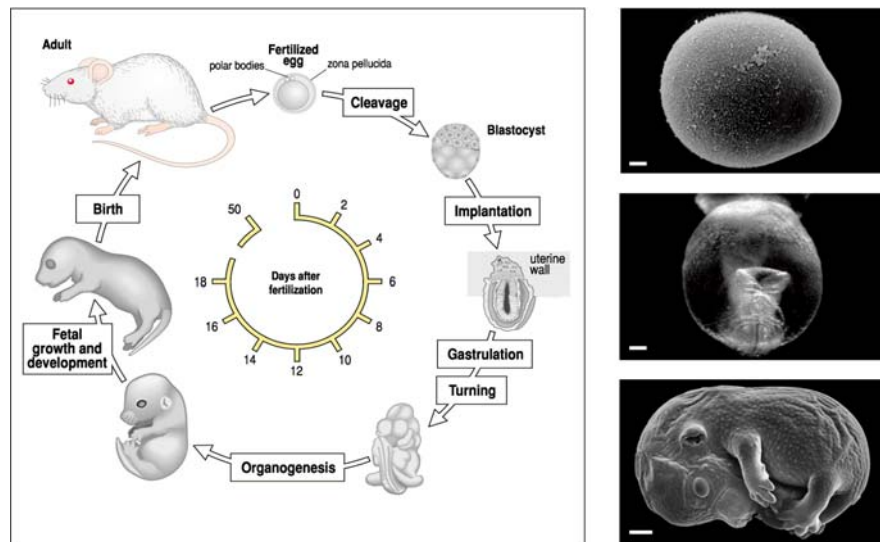 Adult
Fertilized
egg
polar bodies
zona pellucida
Cleavage
Blastocyst
Implantation
uterine
wall
Gastrulation
Turning
Organogenesis
Fetal
growth and
development
Birth
0
2
4
6
8
10
12
14
16
18
50
Days after
fertilization